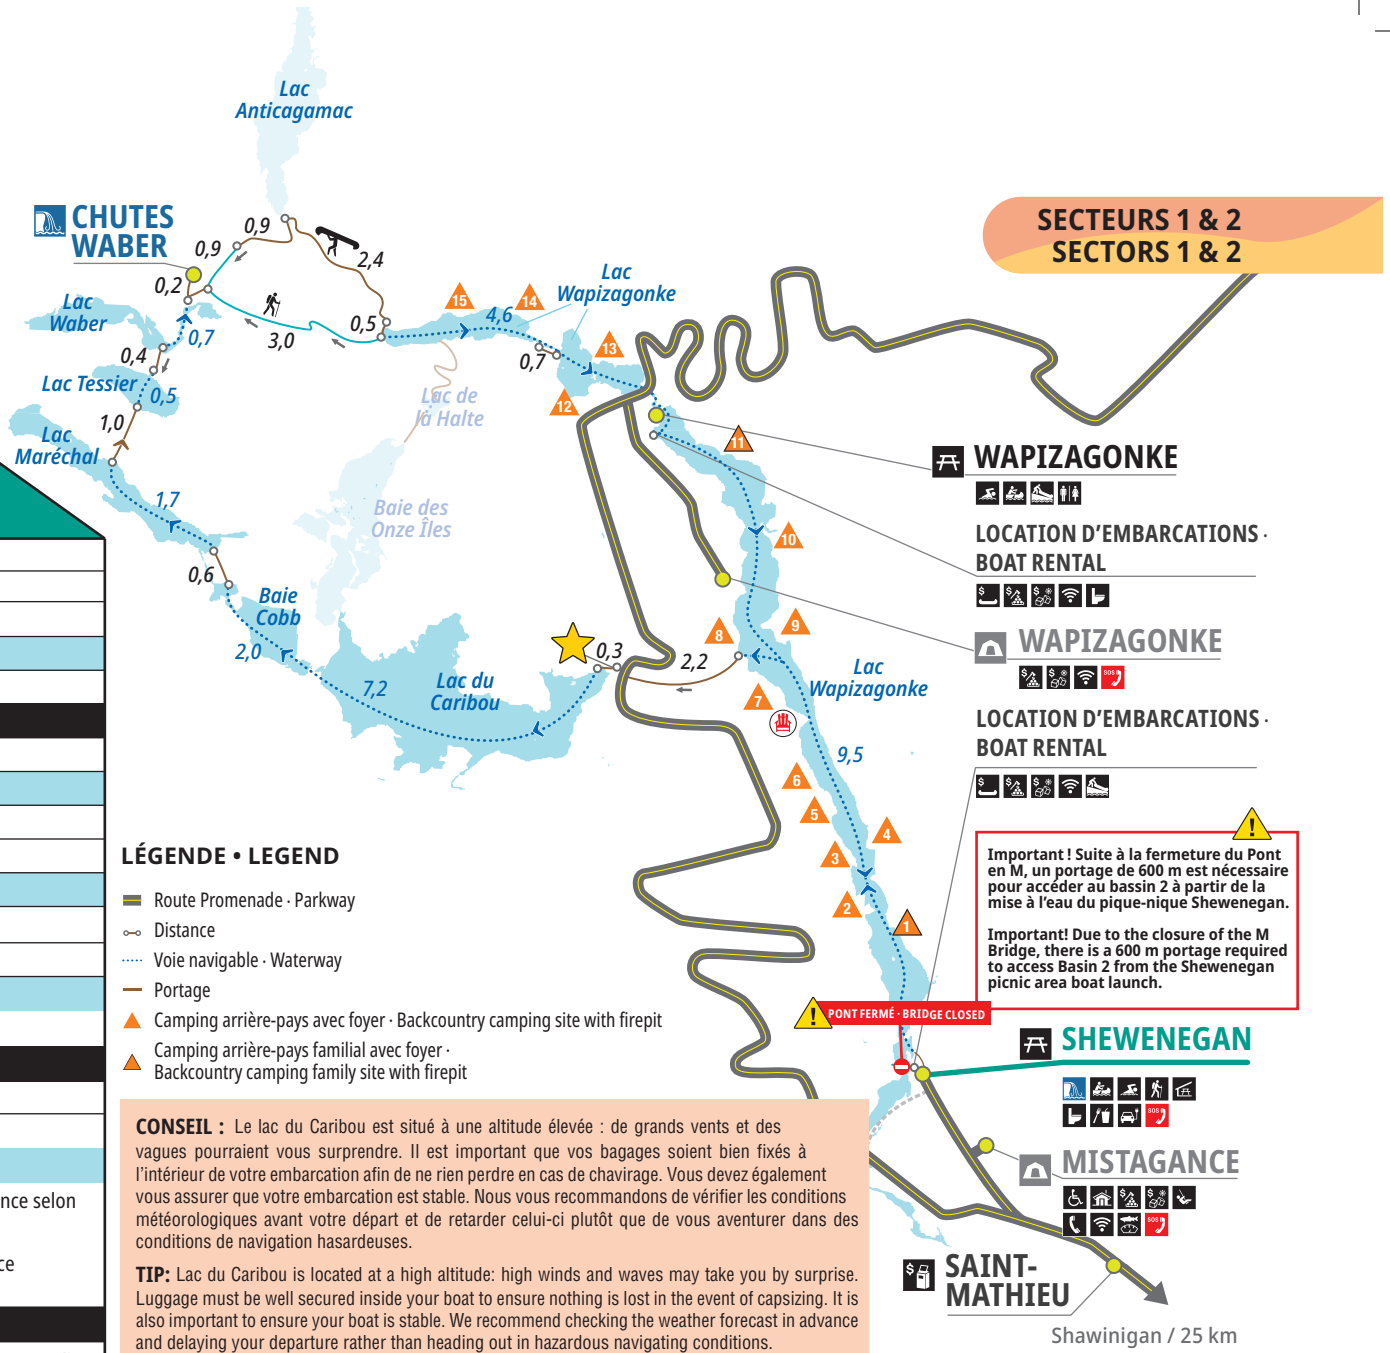 Lac
Anticagamac
SECTEURS 1 & 2
SECTORS 1 & 2
CHUTES
WABER
0,9
0,9
2,4
0,2
Lac
Waber
0,7
3,0
0,5
15
14
4,6
Lac
Wapizagonke
0,4
0,7
13
Lac Tessier
0,5
12
Lac de
la Halte
1,0
Lac
Maréchal
11
WAPIZAGONKE
1,7
Baie des
Onze Îles
10
LOCATION D'EMBARCATIONS ·
BOAT RENTAL
$ $ $
0,6
Baie
Cobb
2,0
8
9
WAPIZAGONKE
$ $ SOS
0,3
2,2
7,2
Lac du
Caribou
Lac
Wapizagonke
7
LOCATION D'EMBARCATIONS ·
BOAT RENTAL
$ $ $
9,5
6
5
4
3
2
1
LÉGENDE • LEGEND
Route Promenade · Parkway
Distance
Voie navigable · Waterway
Portage
Camping arrière-pays avec foyer · Backcountry camping site with firepit
Camping arrière-pays familial avec foyer ·
Backcountry camping family site with firepit
!
Important ! Suite à la fermeture du Pont
en M, un portage de 600 m est nécessaire
pour accéder au bassin 2 à partir de la
mise à l'eau du pique-nique Shewenegan.
Important! Due to the closure of the M
Bridge, there is a 600 m portage required
to access Basin 2 from the Shewenegan
picnic area boat launch.
! PONT FERMÉ · BRIDGE CLOSED
SHEWENEGAN
SOS
MISTAGANCE
$ $
SOS
$
SAINT-
MATHIEU
Shawinigan / 25 km
CONSEIL : Le lac du Caribou est situé à une altitude élevée : de grands vents et des
vagues pourraient vous surprendre. Il est important que vos bagages soient bien fixés à
l'intérieur de votre embarcation afin de ne rien perdre en cas de chavirage. Vous devez également
vous assurer que votre embarcation est stable. Nous vous recommandons de vérifier les conditions
météorologiques avant votre départ et de retarder celui-ci plutôt que de vous aventurer dans des
conditions de navigation hasardeuses.
TIP: Lac du Caribou is located at a high altitude: high winds and waves may take you by surprise.
Luggage must be well secured inside your boat to ensure nothing is lost in the event of capsizing. It is
also important to ensure your boat is stable. We recommend checking the weather forecast in advance
and delaying your departure rather than heading out in hazardous navigating conditions.
nce selon
ce